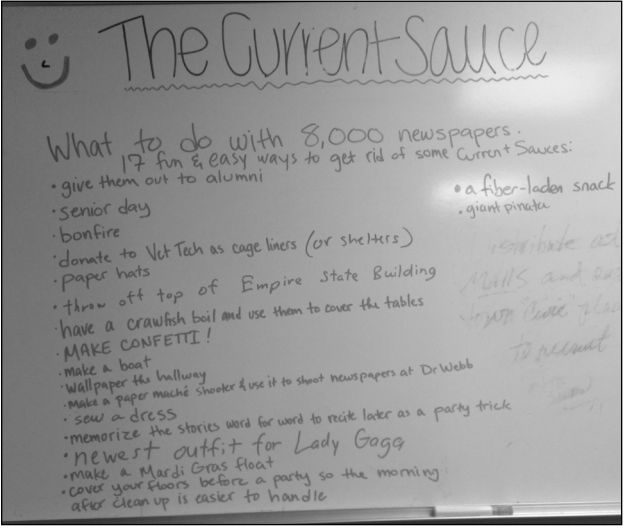 The Current Sauce
What to do with 8,000 newspapers.
17 fun & easy ways to get rid of some Current Sauces:
• give them out to alumni
• senior day
• bonfire
• donate to Vet Tech as cage liners (or shelters)
• paper hats
• throw off top of Empire State Building
• have a crawfish boil and use them to cover the tables
• MAKE CONFETTI!
• make a boat
• wallpaper the hallway
• Make a paper maché shooter & use it to shoot newspapers at Dr Webb
• sew a dress
• memorize the stories word for word to recite later as a party trick
• newest outfit for Lady Gaga
• make a Mardi Gras float
• cover your floors before a party so the morning
after clean up is easier to handle
• a fiber-laden snack
• giant pinata
Malls and
to